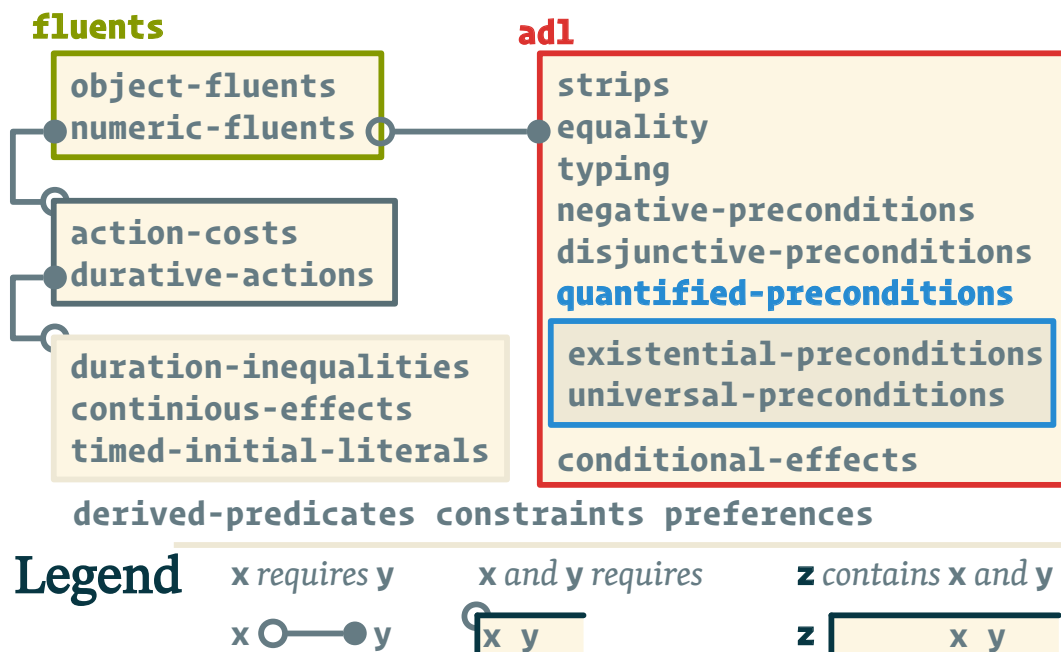 fluents
object-fluents
numeric-fluents
action-costs
durative-actions
duration-inequalities
continious-effects
timed-initial-literals
adl
strips
equality
typing
negative-preconditions
disjunctive-preconditions
quantified-preconditions
existential-preconditions
universal-preconditions
conditional-effects
derived-predicates constraints preferences
Legend
x requires y
x y
x and y requires
x y
z contains x and y
z x y